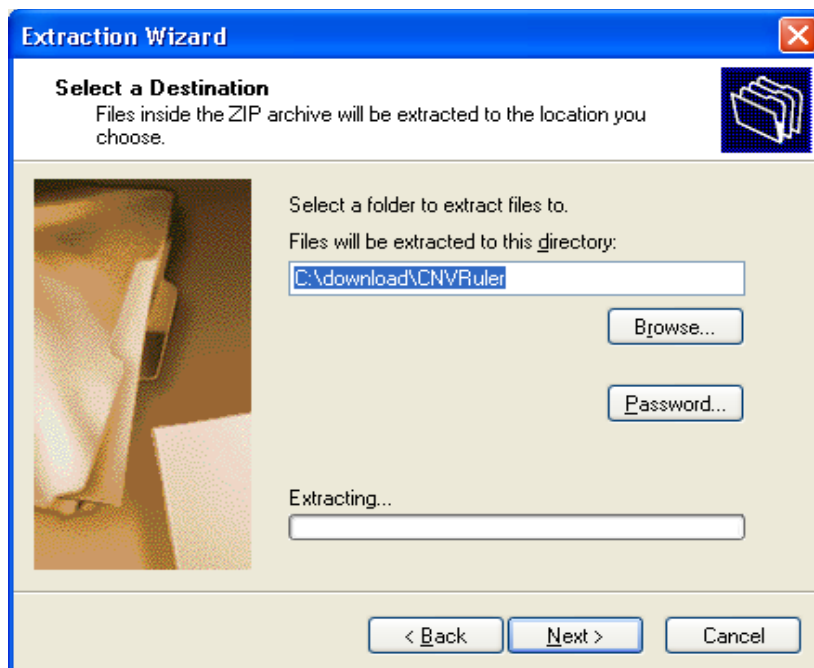 Extraction Wizard
Select a Destination
Files inside the ZIP archive will be extracted to the location you
choose.
Select a folder to extract files to.
Files will be extracted to this directory:
C:\download\CNVRuler
Browse...
Password...
Extracting...
< Back
Next >
Cancel